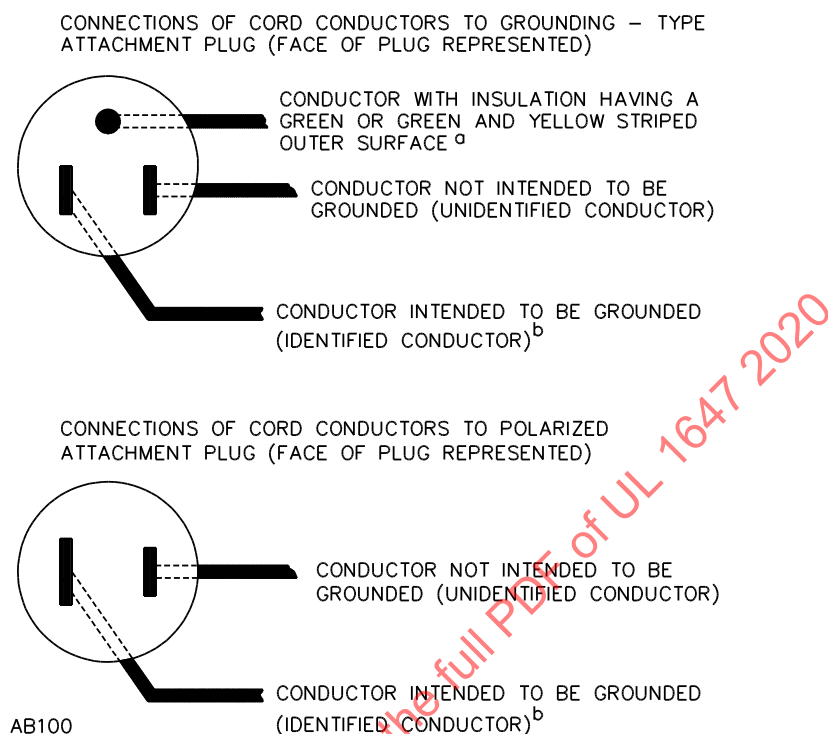 CONNECTIONS OF CORD CONDUCTORS TO GROUNDING – TYPE
ATTACHMENT PLUG (FACE OF PLUG REPRESENTED)
CONDUCTOR WITH INSULATION HAVING A
GREEN OR GREEN AND YELLOW STRIPED
OUTER SURFACE a
CONDUCTOR NOT INTENDED TO BE
GROUNDED (UNIDENTIFIED CONDUCTOR)
CONDUCTOR INTENDED TO BE GROUNDED
(IDENTIFIED CONDUCTOR)b
CONNECTIONS OF CORD CONDUCTORS TO POLARIZED
ATTACHMENT PLUG (FACE OF PLUG REPRESENTED)
CONDUCTOR NOT INTENDED TO BE
GROUNDED (UNIDENTIFIED CONDUCTOR)
CONDUCTOR INTENDED TO BE GROUNDED
(IDENTIFIED CONDUCTOR)b
AB100
the full PDF of UL 1647 2020